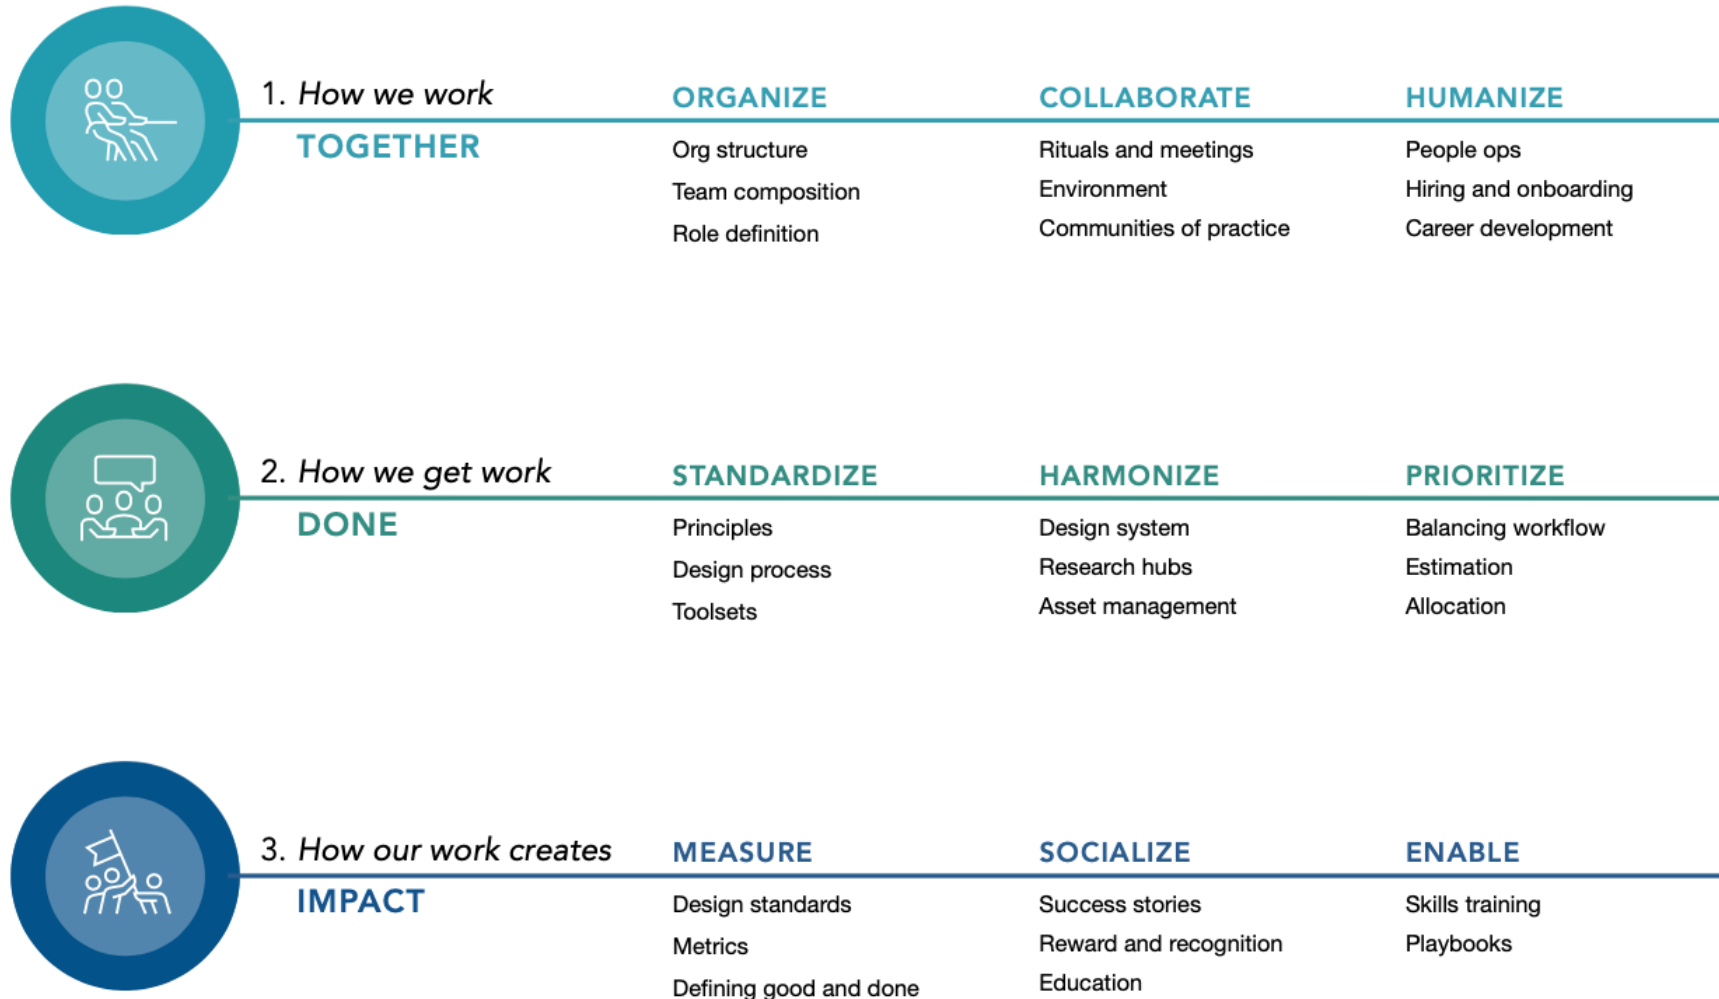 1. How we work
TOGETHER
ORGANIZE
Org structure
Team composition
Role definition
COLLABORATE
Rituals and meetings
Environment
Communities of practice
HUMANIZE
People ops
Hiring and onboarding
Career development
2. How we get work
DONE
STANDARDIZE
Principles
Design process
Toolsets
HARMONIZE
Design system
Research hubs
Asset management
PRIORITIZE
Balancing workflow
Estimation
Allocation
3. How our work creates
IMPACT
MEASURE
Design standards
Metrics
Defining good and done
SOCIALIZE
Success stories
Reward and recognition
Education
ENABLE
Skills training
Playbooks